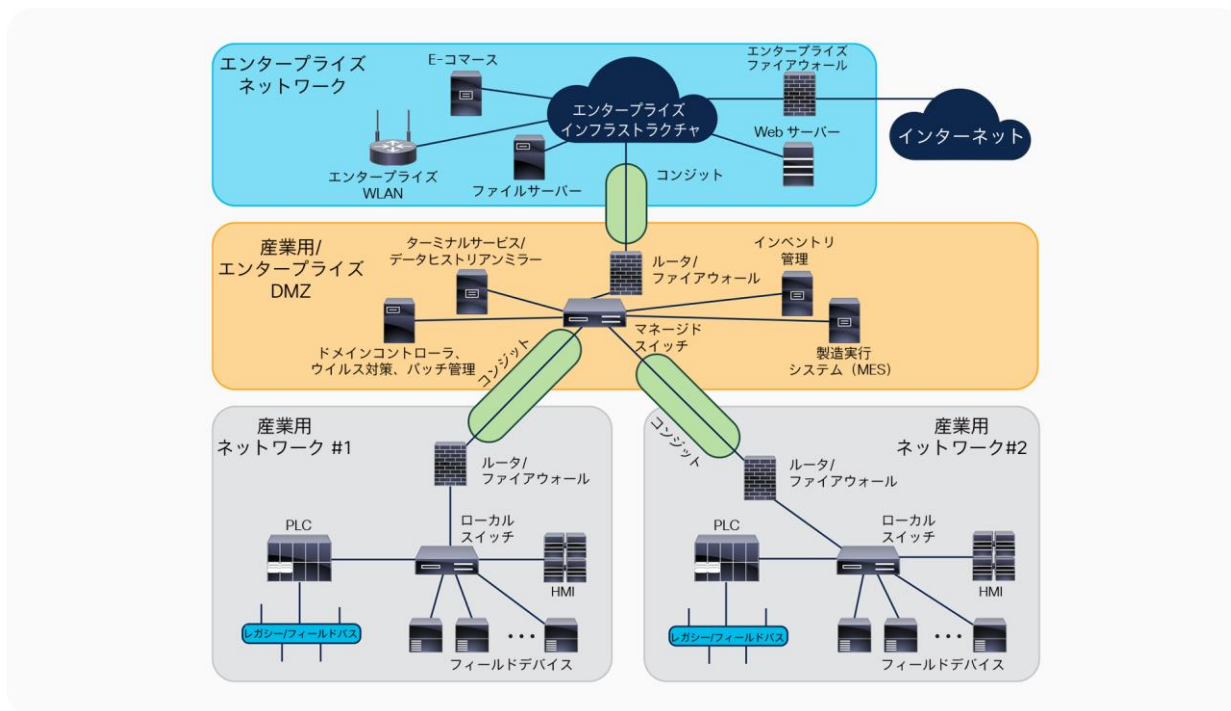 エンタープライズ
ネットワーク
E-コマース
エンタープライズ
ファイアウォール
エンタープライズ
インフラストラクチャ
インターネット
Web サーバー
エンタープライズ
WLAN
ファイルサーバー
コンジット
産業用/
エンタープライズ
DMZ
ターミナルサービス/
データヒストリアンミラー
ルータ/
ファイアウォール
インベントリ
管理
ドメインコントローラ、
ウイルス対策、パッチ管理
マネージド
スイッチ
製造実行
システム（MES）
コンジット
コンジット
産業用
ネットワーク #1
ルータ/
ファイアウォール
PLC
ローカル
スイッチ
HMI
レガシー/フィールドバス
フィールドデバイス
産業用
ネットワーク#2
ルータ/
ファイアウォール
PLC
ローカル
スイッチ
HMI
レガシー/フィールドバス
フィールドデバイス